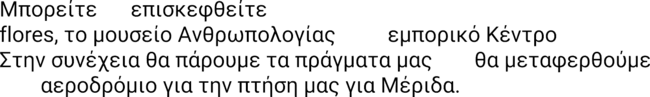 Μπορείτε επισκεφθείτε
flores, το μουσείο Ανθρωπολογίας εμπορικό Κέντρο
Στην συνέχεια θα πάρουμε τα πράγματα μας θα μεταφερθούμε
αεροδρόμιο για την πτήση μας για Μέριδα.